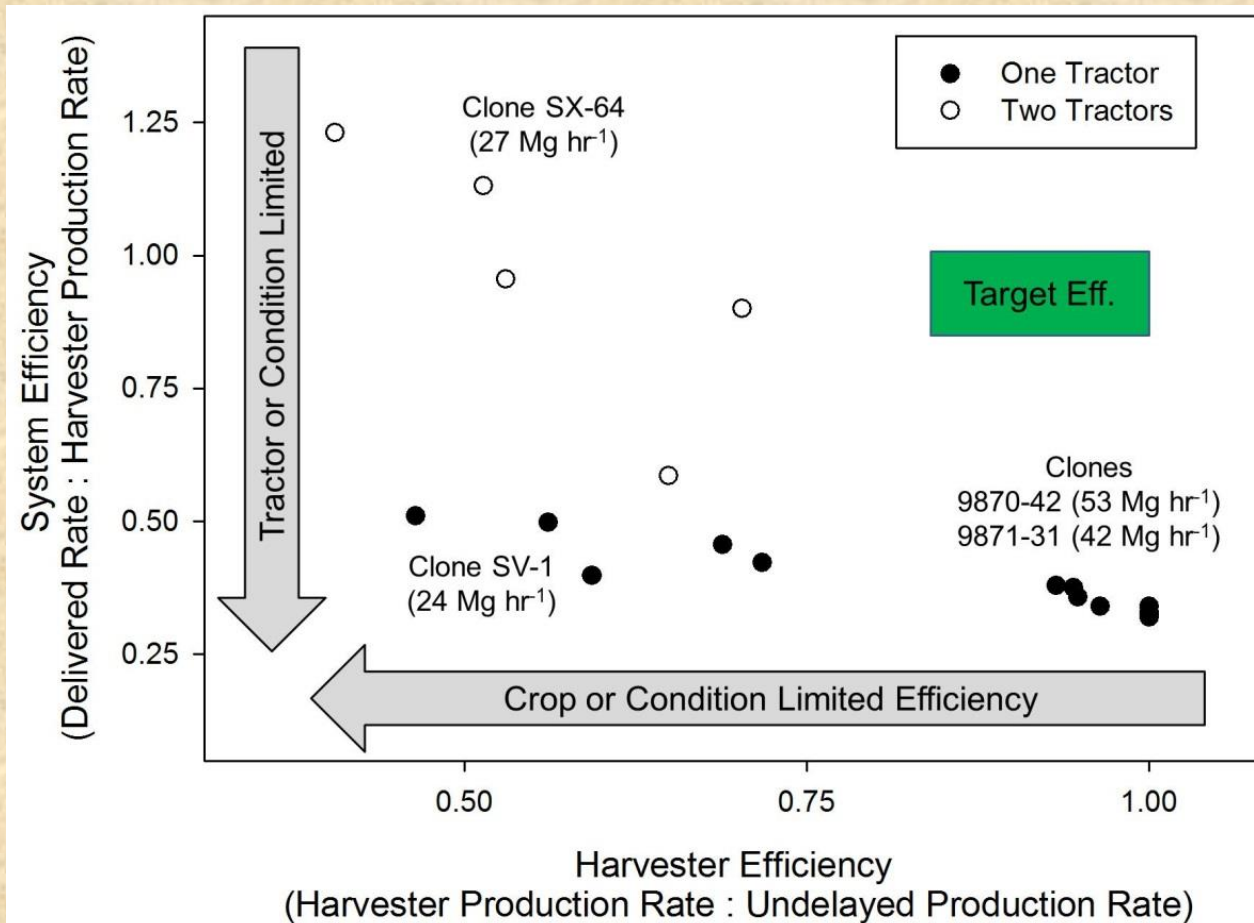 System Efficiency
(Delivered Rate : Harvester Production Rate)
1.25
1.00
0.75
0.50
0.25
Tractor or Condition Limited
Clone SX-64
(27 Mg hr⁻¹)
One Tractor
Two Tractors
Target Eff.
Clones
9870-42 (53 Mg hr⁻¹)
9871-31 (42 Mg hr⁻¹)
Clone SV-1
(24 Mg hr⁻¹)
Crop or Condition Limited Efficiency
0.50
0.75
1.00
Harvester Efficiency
(Harvester Production Rate : Undelayed Production Rate)